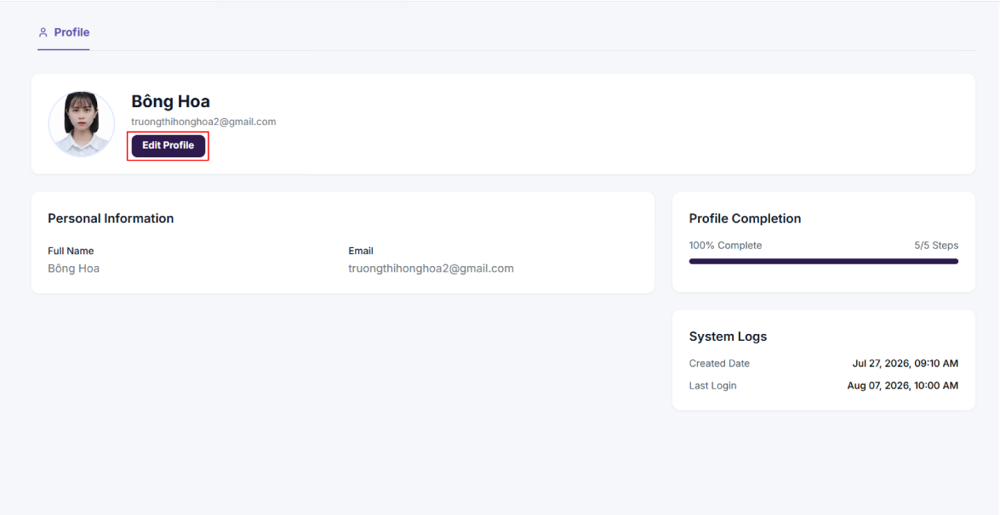 Profile
Bông Hoa
truongthihonghoa2@gmail.com
Edit Profile
Personal Information
Full Name
Email
Bông Hoa
truongthihonghoa2@gmail.com
Profile Completion
100% Complete
5/5 Steps
System Logs
Created Date
Jul 27, 2026, 09:10 AM
Last Login
Aug 07, 2026, 10:00 AM